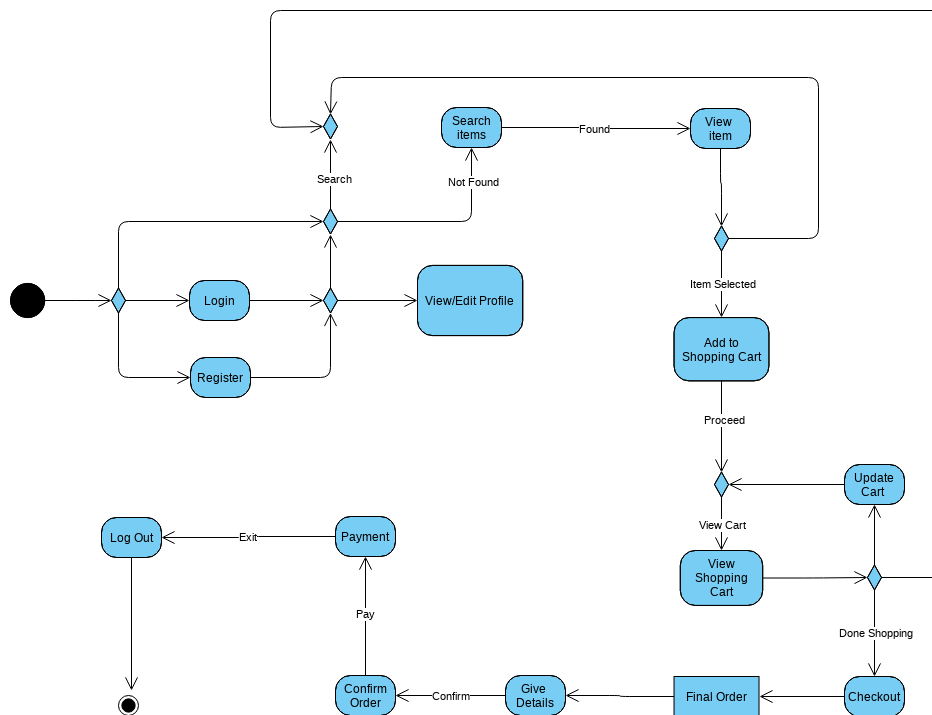 Search
items
Found
View
item
Search
Not Found
Item Selected
Login
View/Edit Profile
Add to
Shopping Cart
Register
Proceed
Update
Cart
View Cart
Log Out
Exit
Payment
View
Shopping
Cart
Pay
Done Shopping
Confirm
Order
Confirm
Give
Details
Final Order
Checkout